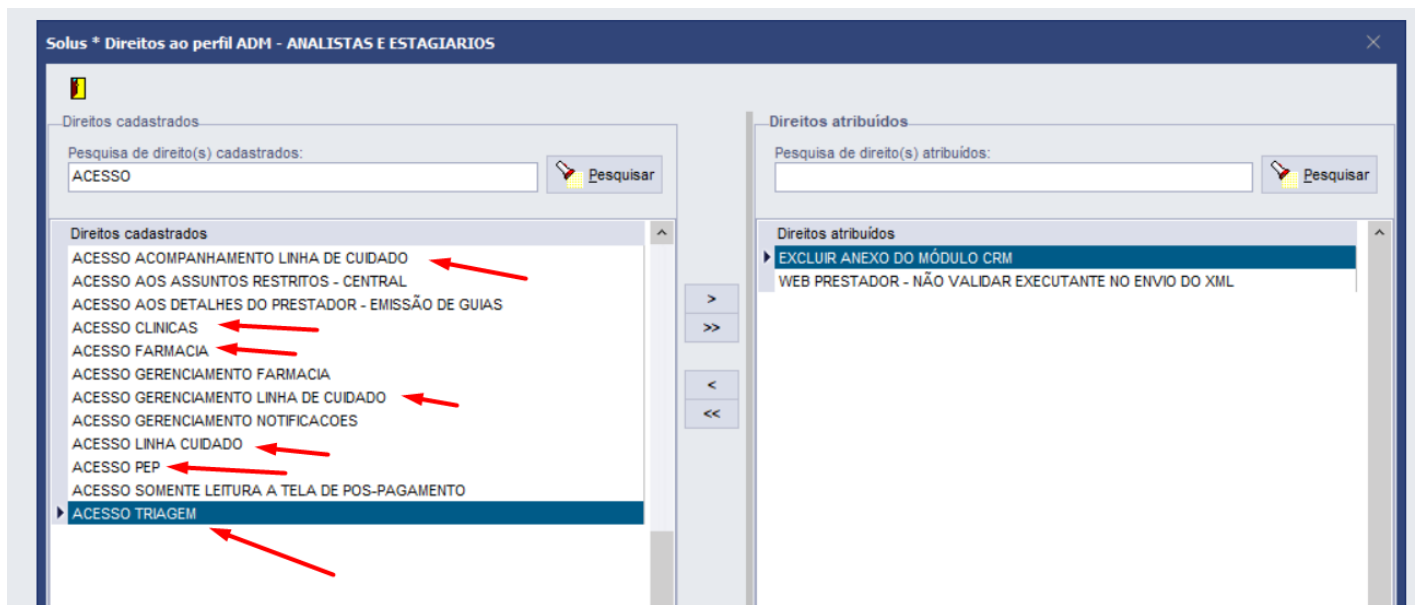 Solus * Direitos ao perfil ADM - ANALISTAS E ESTAGIARIOS
Direitos cadastrados
Pesquisa de direito(s) cadastrados:
ACESSO
Pesquisar
Direitos cadastrados
ACESSO ACOMPANHAMENTO LINHA DE CUIDADO
ACESSO AOS ASSUNTOS RESTRITOS - CENTRAL
ACESSO AOS DETALHES DO PRESTADOR - EMISSÃO DE GUIAS
ACESSO CLINICAS
ACESSO FARMACIA
ACESSO GERENCIAMENTO FARMACIA
ACESSO GERENCIAMENTO LINHA DE CUIDADO
ACESSO GERENCIAMENTO NOTIFICACOES
ACESSO LINHA CUIDADO
ACESSO PEP
ACESSO SOMENTE LEITURA A TELA DE POS-PAGAMENTO
ACESSO TRIAGEM
>
>>
<
<<
Direitos atribuídos
Pesquisa de direito(s) atribuídos:
Pesquisar
Direitos atribuídos
EXCLUIR ANEXO DO MÓDULO CRM
WEB PRESTADOR - NÃO VALIDAR EXECUTANTE NO ENVIO DO XML